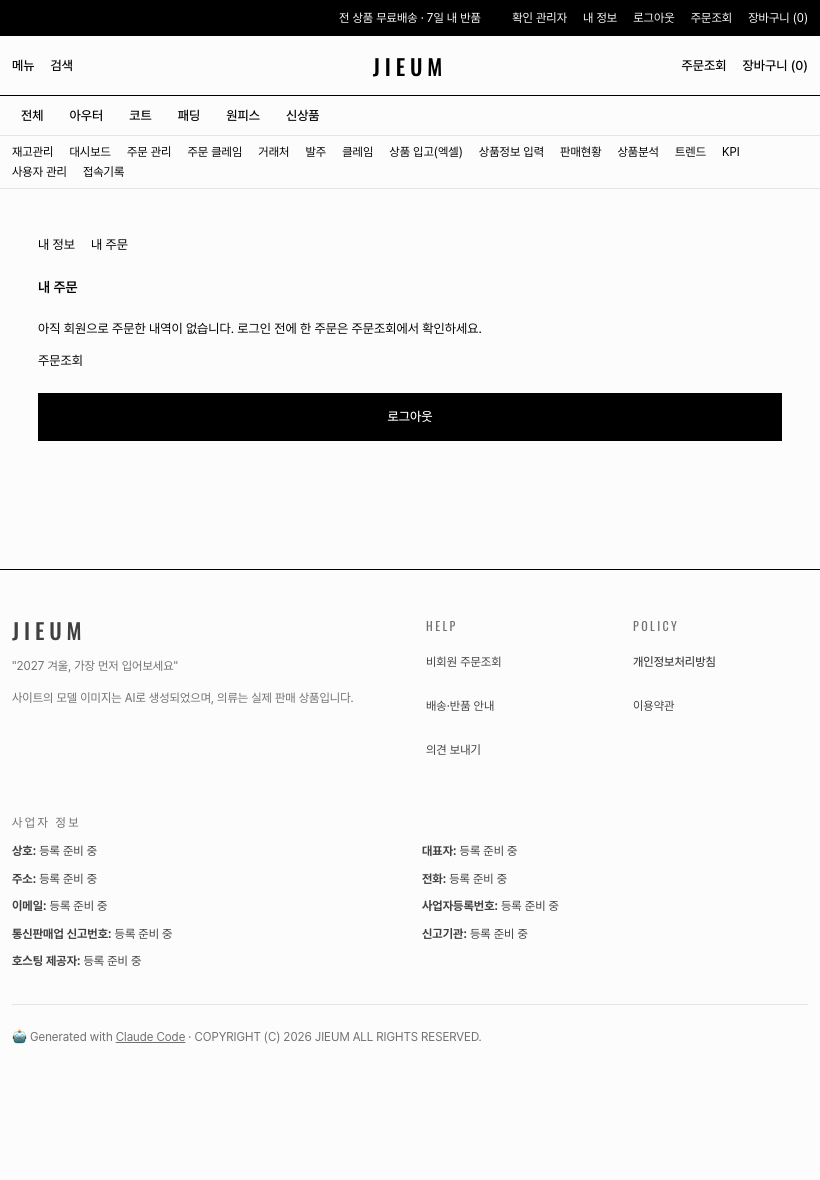 전 상품 무료배송 · 7일 내 반품 확인 관리자 내 정보 로그아웃 주문조회 장바구니 (0)
메뉴 검색 JIEUM 주문조회 장바구니 (0)
전체 아우터 코트 패딩 원피스 신상품
재고관리 대시보드 주문 관리 주문 클레임 거래처 발주 클레임 상품 입고(엑셀) 상품정보 입력 판매현황 상품분석 트렌드 KPI
사용자 관리 접속기록
내 정보 내 주문
내 주문
아직 회원으로 주문한 내역이 없습니다. 로그인 전에 한 주문은 주문조회에서 확인하세요.
주문조회
로그아웃
JIEUM
"2027 겨울, 가장 먼저 입어보세요"
사이트의 모델 이미지는 AI로 생성되었으며, 의류는 실제 판매 상품입니다.
HELP
비회원 주문조회
배송·반품 안내
의견 보내기
POLICY
개인정보처리방침
이용약관
사업자 정보
상호: 등록 준비 중
대표자: 등록 준비 중
주소: 등록 준비 중
전화: 등록 준비 중
이메일: 등록 준비 중
사업자등록번호: 등록 준비 중
통신판매업 신고번호: 등록 준비 중
신고기관: 등록 준비 중
호스팅 제공자: 등록 준비 중
Generated with Claude Code · COPYRIGHT (C) 2026 JIEUM ALL RIGHTS RESERVED.